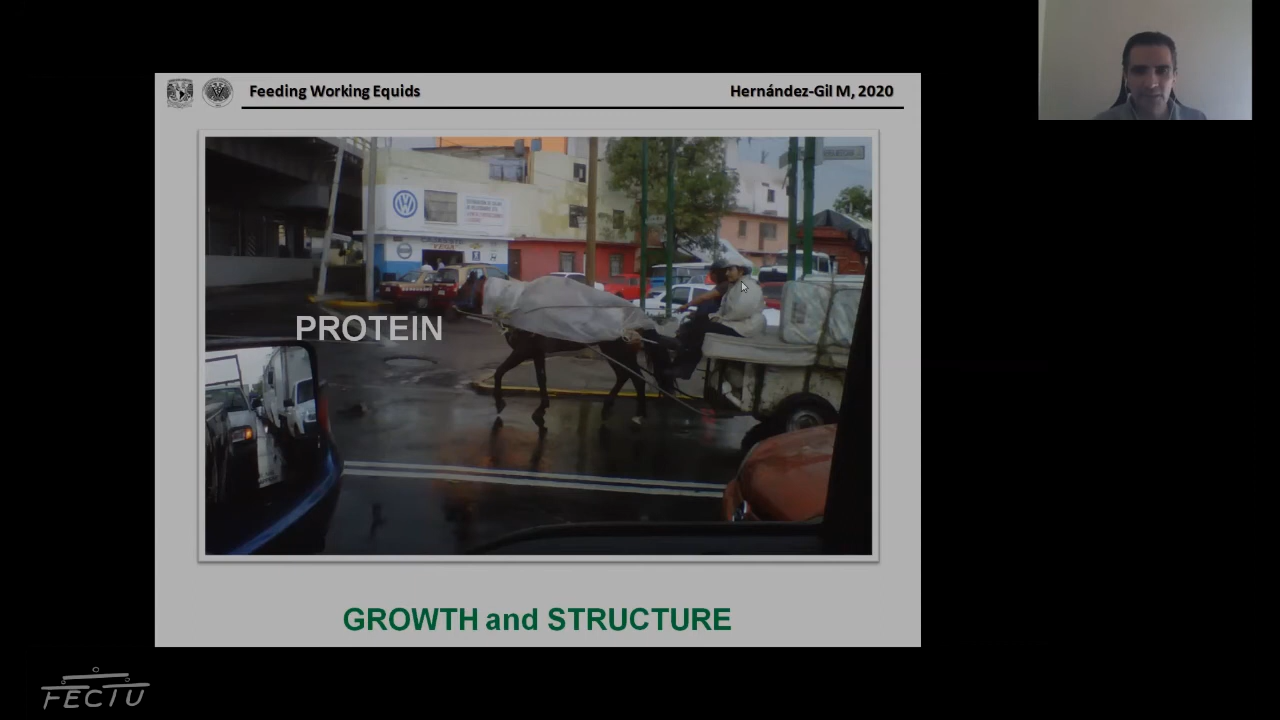 Feeding Working Equids
Hernández-Gil M, 2020
PROTEIN
GROWTH and STRUCTURE
FECTU